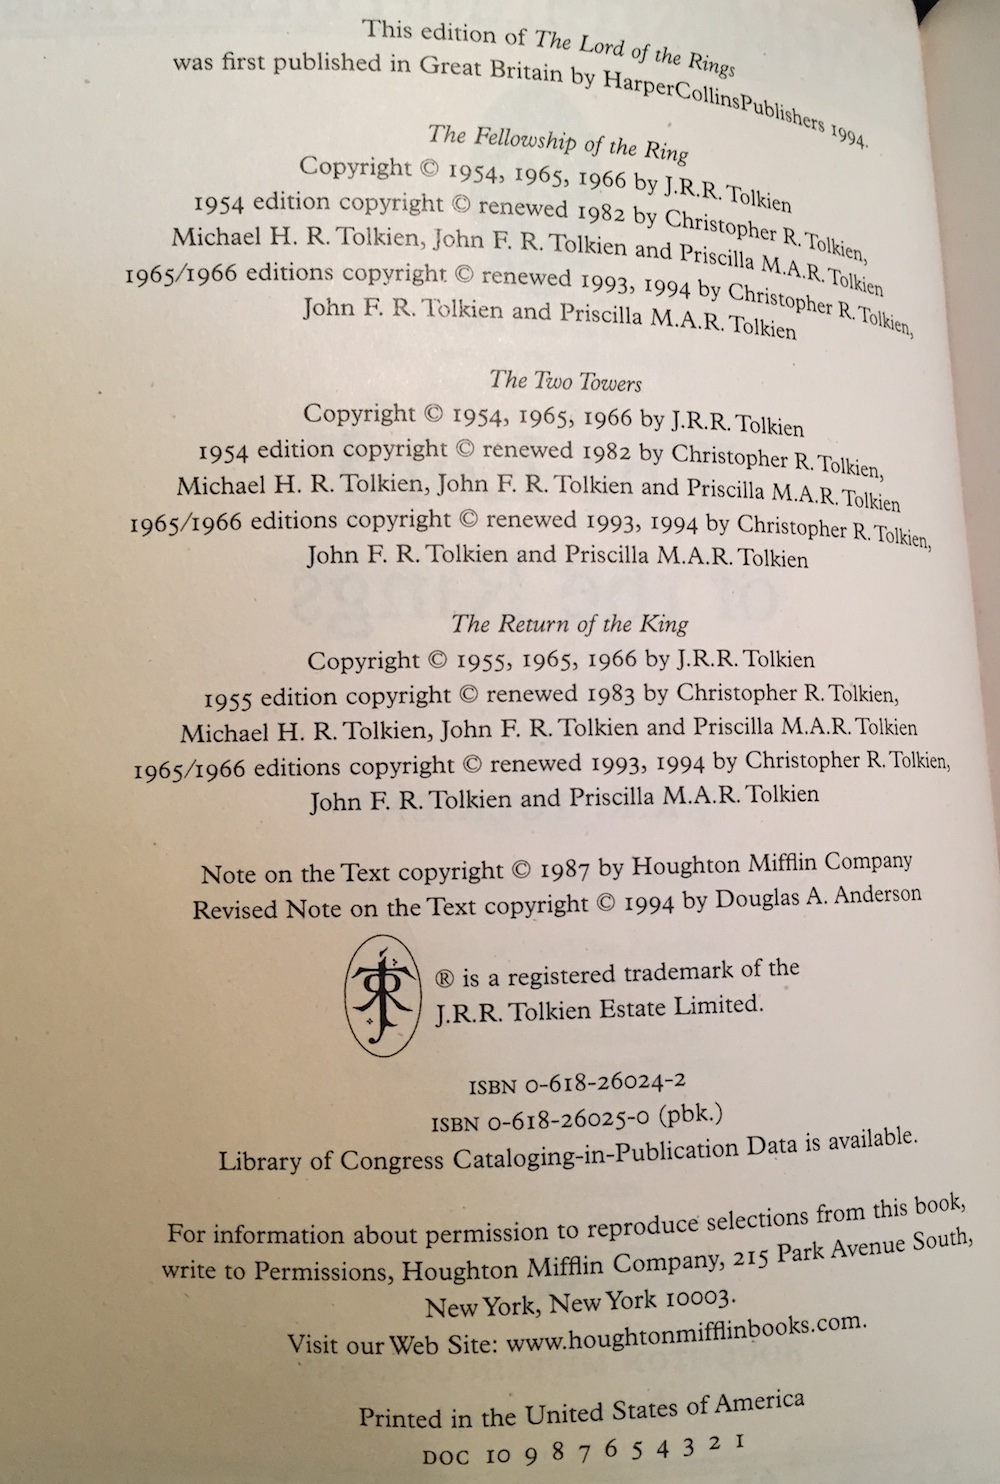 This edition of The Lord of the Rings
was first published in Great Britain by HarperCollinsPublishers 1994.
The Fellowship of the Ring
Copyright © 1954, 1965, 1966 by J.R.R. Tolkien
1954 edition copyright © renewed 1982 by Christopher R. Tolkien,
Michael H. R. Tolkien, John F. R. Tolkien and Priscilla M.A.R. Tolkien
1965/1966 editions copyright © renewed 1993, 1994 by Christopher R. Tolkien,
John F. R. Tolkien and Priscilla M.A.R. Tolkien
The Two Towers
Copyright © 1954, 1965, 1966 by J.R.R. Tolkien
1954 edition copyright © renewed 1982 by Christopher R. Tolkien,
Michael H. R. Tolkien, John F. R. Tolkien and Priscilla M.A.R. Tolkien
1965/1966 editions copyright © renewed 1993, 1994 by Christopher R. Tolkien,
John F. R. Tolkien and Priscilla M.A.R. Tolkien
The Return of the King
Copyright © 1955, 1965, 1966 by J.R.R. Tolkien
1955 edition copyright © renewed 1983 by Christopher R. Tolkien,
Michael H. R. Tolkien, John F. R. Tolkien and Priscilla M.A.R. Tolkien
1965/1966 editions copyright © renewed 1993, 1994 by Christopher R. Tolkien,
John F. R. Tolkien and Priscilla M.A.R. Tolkien
Note on the Text copyright © 1987 by Houghton Mifflin Company
Revised Note on the Text copyright © 1994 by Douglas A. Anderson
® is a registered trademark of the
J.R.R. Tolkien Estate Limited.
ISBN 0-618-26024-2
ISBN 0-618-26025-0 (pbk.)
Library of Congress Cataloging-in-Publication Data is available.
For information about permission to reproduce selections from this book,
write to Permissions, Houghton Mifflin Company, 215 Park Avenue South,
New York, New York 10003.
Visit our Web Site: www.houghtonmifflinbooks.com.
Printed in the United States of America
DOC 10 9 8 7 6 5 4 3 2 1